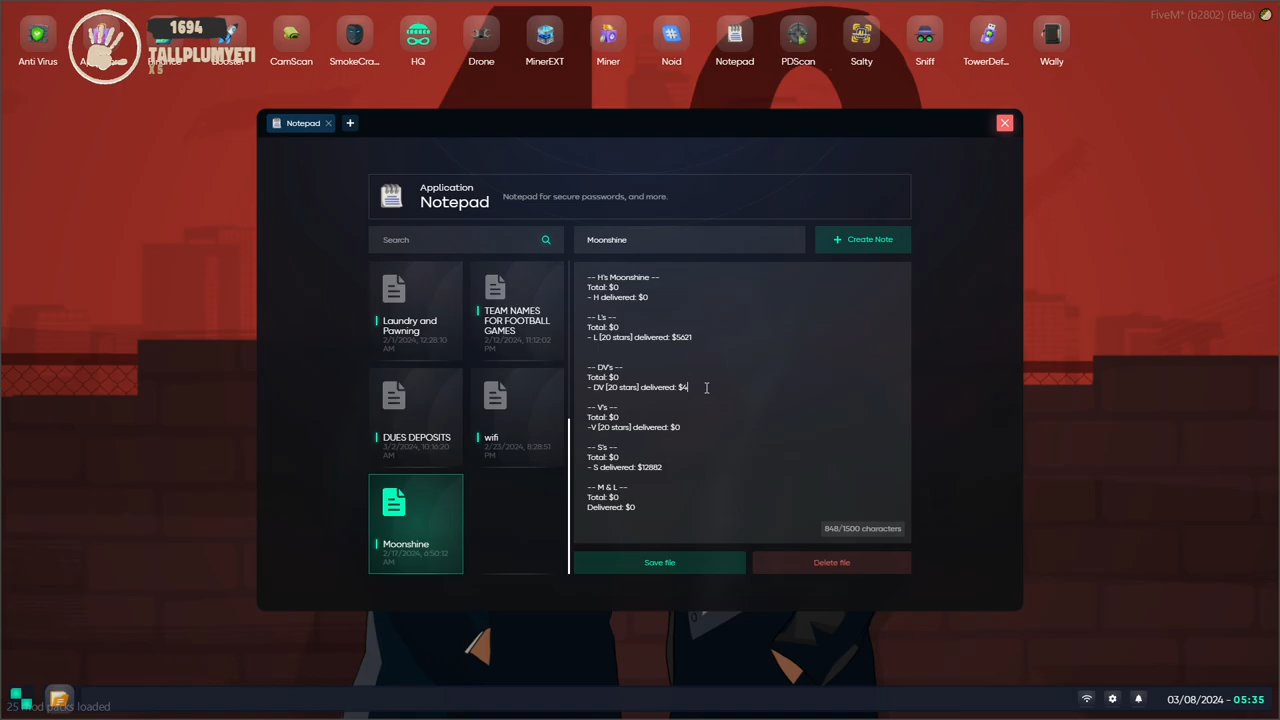 FiveM* (b2802) (Beta)
1694
TALLPLUMYETI
X 5
Anti Virus
Booster
CamScan
SmokeCra...
HQ
Drone
MinerEXT
Miner
Noid
Notepad
PDScan
Salty
Sniff
TowerDef...
Wally
Notepad
Application
Notepad
Notepad for secure passwords, and more.
Search
Moonshine
Create Note
Laundry and
Pawning
2/1/2024, 12:28:10
AM
TEAM NAMES
FOR FOOTBALL
GAMES
2/12/2024, 11:12:02
PM
DUES DEPOSITS
3/2/2024, 10:16:20
AM
wifi
2/23/2024, 8:28:51
PM
Moonshine
2/17/2024, 6:50:12
AM
-- H's Moonshine --
Total: $0
- H delivered: $0
-- L's --
Total: $0
- L [20 stars] delivered: $5621
-- DV's --
Total: $0
- DV [20 stars] delivered: $4
-- V's --
Total: $0
-V [20 stars] delivered: $0
-- S's --
Total: $0
- S delivered: $12882
-- M & L --
Total: $0
Delivered: $0
848/1500 characters
Save file
Delete file
25 mod packs loaded
03/08/2024 - 05:35